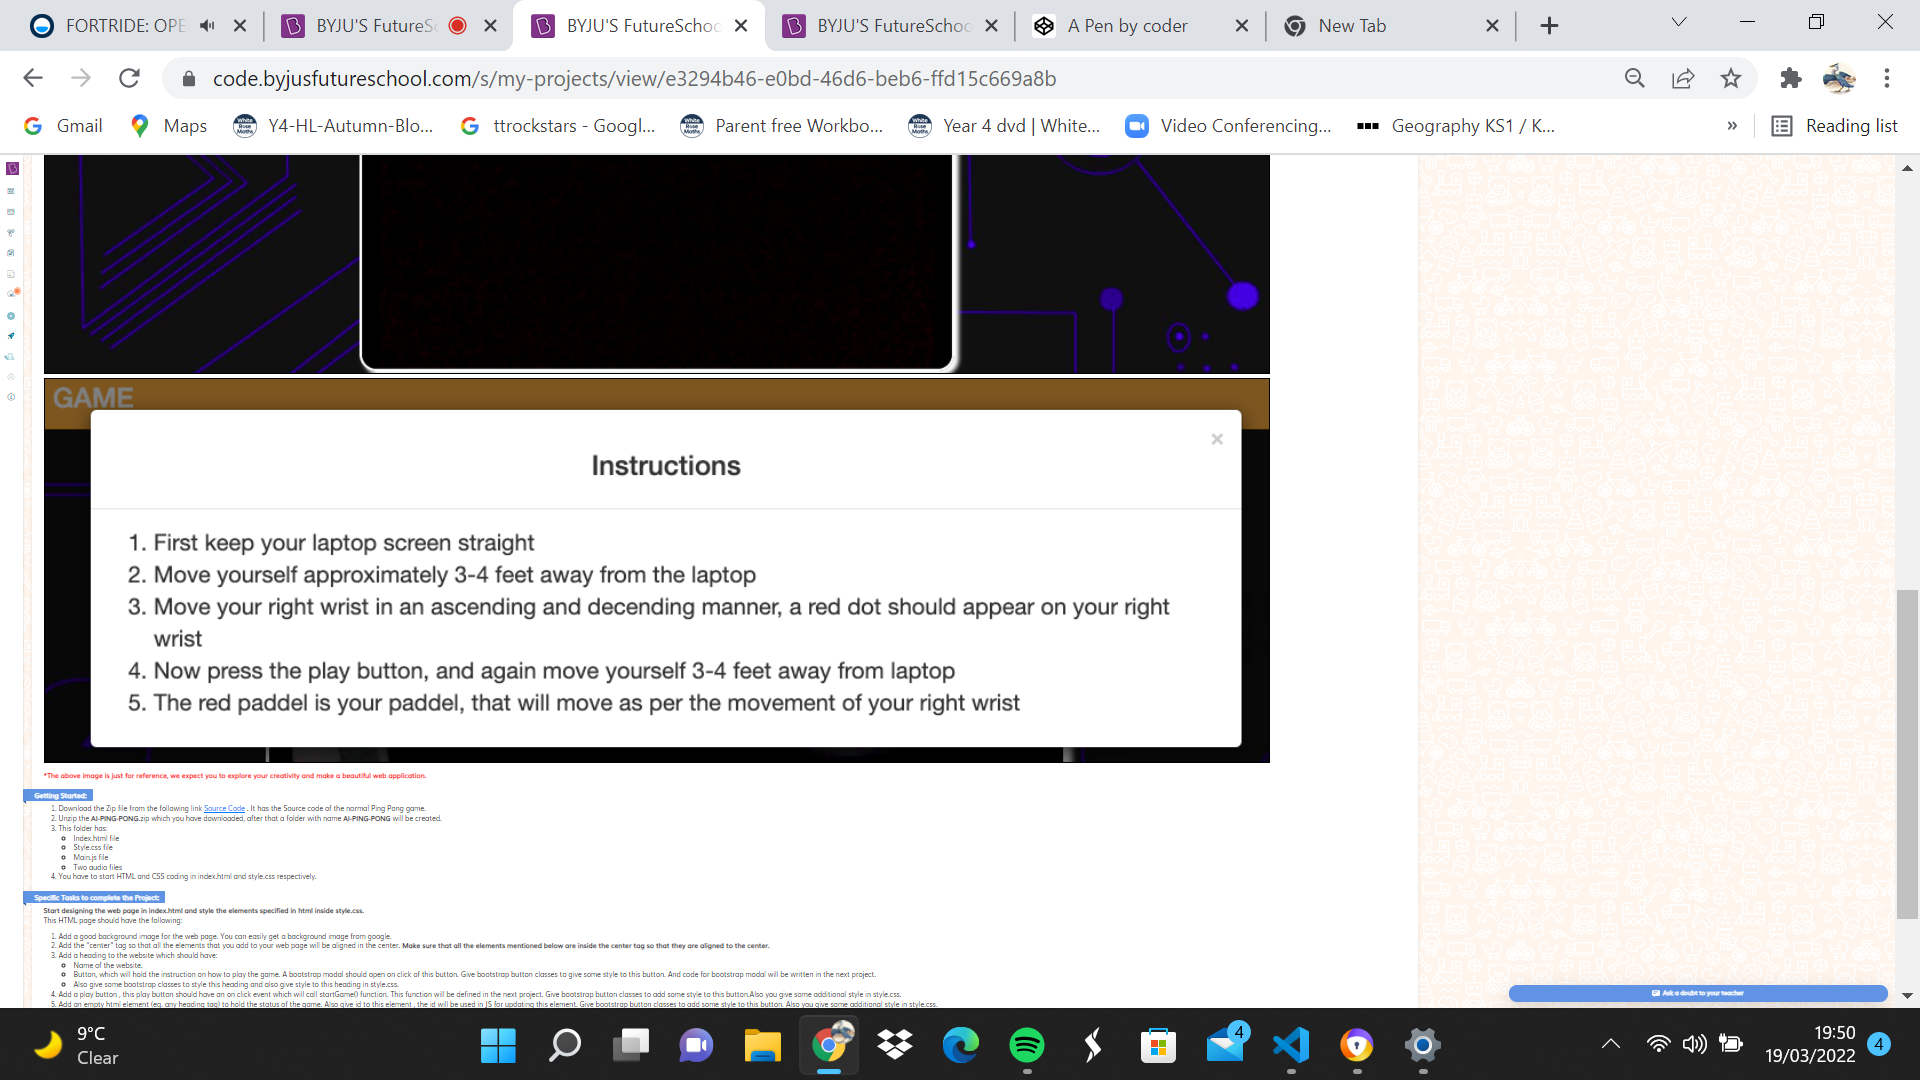 FORTRIDE: OPE
BYJU'S FutureSc
BYJU'S FutureSchoo
BYJU'S FutureSchoo
A Pen by coder
New Tab
code.byjusfutureschool.com/s/my-projects/view/e3294b46-e0bd-46d6-beb6-ffd15c669a8b
Gmail
Maps
Y4-HL-Autumn-Blo...
ttrockstars - Googl...
Parent free Workbo...
Year 4 dvd | White...
Video Conferencing...
Geography KS1 / K...
»
Reading list
GAME
×
Instructions
1. First keep your laptop screen straight
2. Move yourself approximately 3-4 feet away from the laptop
3. Move your right wrist in an ascending and decending manner, a red dot should appear on your right
wrist
4. Now press the play button, and again move yourself 3-4 feet away from laptop
5. The red paddel is your paddel, that will move as per the movement of your right wrist
*The above image is just for reference, we expect you to explore your creativity and make a beautiful web application.
Getting Started:
1. Download the Zip file from the following link Source Code . It has the Source code of the normal Ping Pong game.
2. Unzip the AI-PING-PONG.zip which you have downloaded, after that a folder with name AI-PING-PONG will be created.
3. This folder has:
Index.html file
Style.css file
Main.js file
Two audio files
4. You have to start HTML and CSS coding in index.html and style.css respectively.
Specific Tasks to complete the Project:
Start designing the web page in index.html and style the elements specified in html inside style.css.
This HTML page should have the following:
1. Add a good background image for the web page. You can easily get a background image from google.
2. Add the "center" tag so that all the elements that you add to your web page will be aligned in the center. Make sure that all the elements mentioned below are inside the center tag so that they are aligned to the center.
3. Add a heading to the website which should have:
Name of the website.
Button, which will hold the instruction on how to play the game. A bootstrap modal should open on click of this button. Give bootstrap button classes to give some style to this button. And code for bootstrap modal will be written in the next project.
Also give some bootstrap classes to style this heading and also give style to this heading in style.css.
4. Add a play button , this play button should have an on click event which will call startGame() function. This function will be defined in the next project. Give bootstrap button classes to add some style to this button.Also you give some additional style in style.css.
5. Add an empty html element (eg. any heading tag) to hold the status of the game. Also give id to this element , the id will be used in JS for updating this element. Give bootstrap button classes to add some style to this button. Also you give some additional style in style.css.
Ask a doubt to your teacher
9°C
Clear
4
19:50
19/03/2022
4